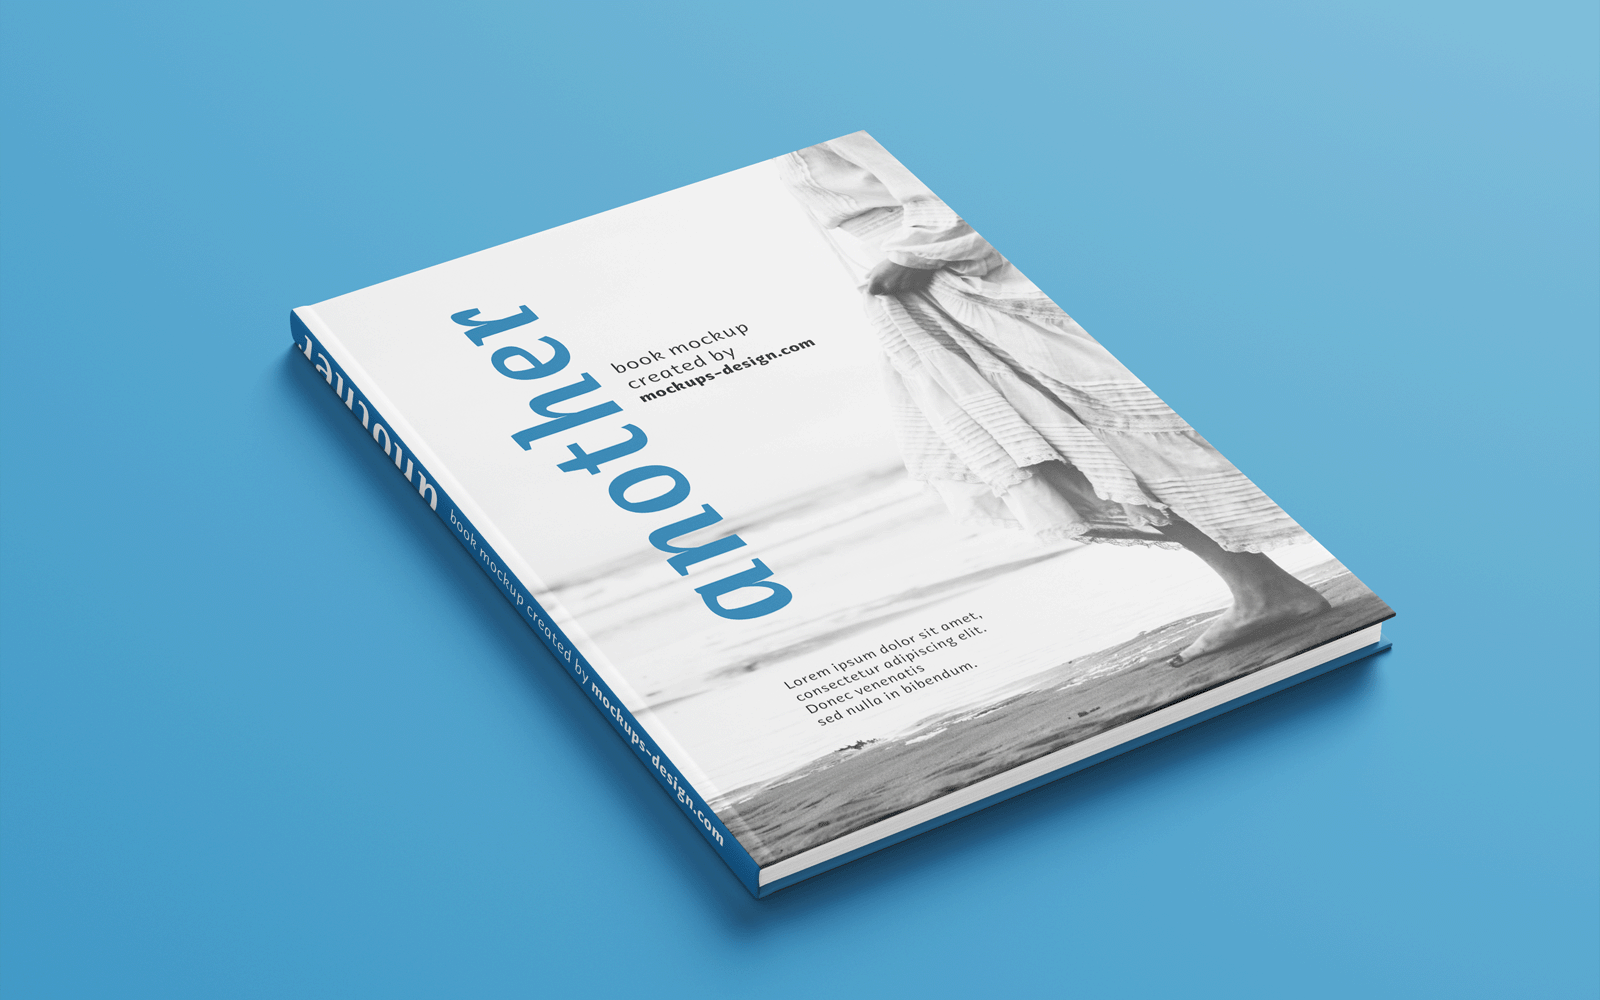 another
book mockup
created by
mockups-design.com
Lorem ipsum dolor sit amet,
consectetur adipiscing elit.
Donec venenatis
sed nulla in bibendum.
another
book mockup created by mockups-design.com